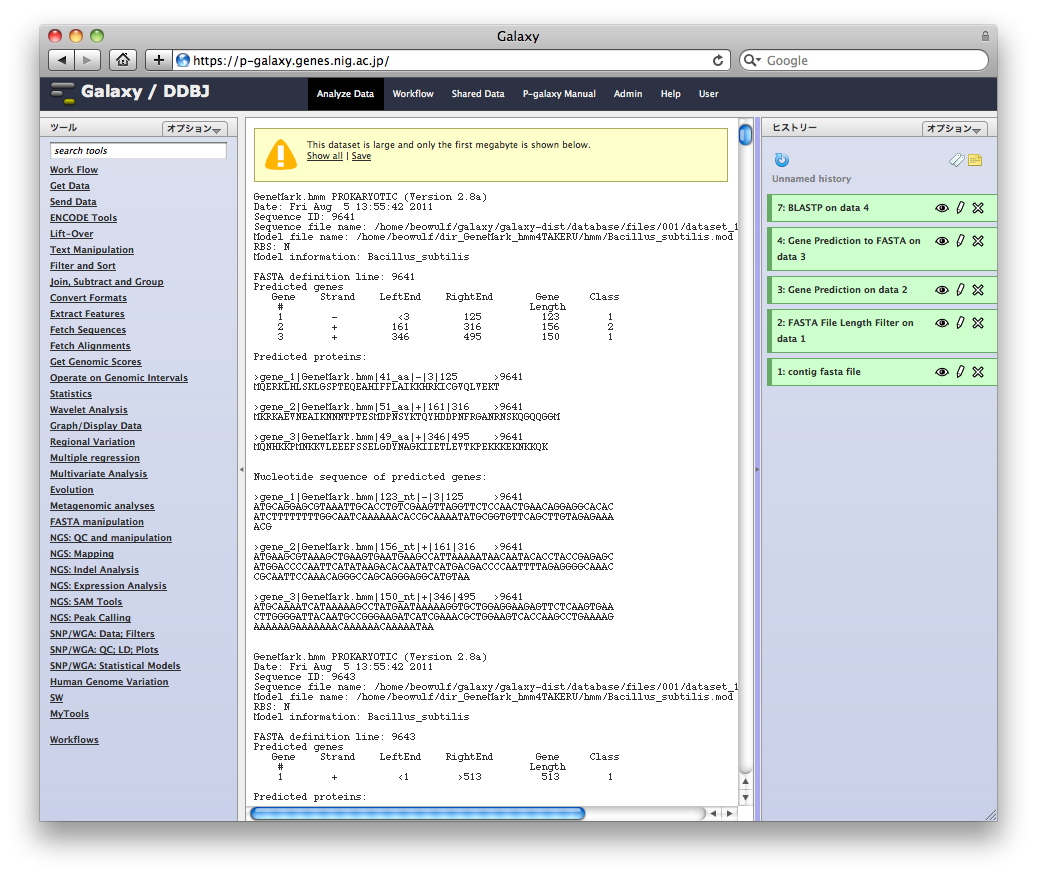 Galaxy
https://p-galaxy.genes.nig.ac.jp/
Google
Galaxy / DDBJ
Analyze Data
Workflow
Shared Data
P-galaxy Manual
Admin
Help
User
ツール
オプション
search tools
Work Flow
Get Data
Send Data
ENCODE Tools
Lift-Over
Text Manipulation
Filter and Sort
Join, Subtract and Group
Convert Formats
Extract Features
Fetch Sequences
Fetch Alignments
Get Genomic Scores
Operate on Genomic Intervals
Statistics
Wavelet Analysis
Graph/Display Data
Regional Variation
Multiple regression
Multivariate Analysis
Evolution
Metagenomic analyses
FASTA manipulation
NGS: QC and manipulation
NGS: Mapping
NGS: Indel Analysis
NGS: Expression Analysis
NGS: SAM Tools
NGS: Peak Calling
SNP/WGA: Data; Filters
SNP/WGA: QC; LD; Plots
SNP/WGA: Statistical Models
Human Genome Variation
SW
MyTools
Workflows
This dataset is large and only the first megabyte is shown below.
Show all | Save
GeneMark.hmm PROKARYOTIC (Version 2.8a)
Date: Fri Aug  5 13:55:42 2011
Sequence ID: 9641
Sequence file name: /home/beowulf/galaxy/galaxy-dist/database/files/001/dataset_1
Model file name: /home/beowulf/dir_GeneMark_hmm4TAKERU/hmm/Bacillus_subtilis.mod
RBS: N
Model information: Bacillus_subtilis
FASTA definition line: 9641
Predicted genes
Gene Strand LeftEnd RightEnd Gene Class
# Length
1 - <3 125 123 1
2 + 161 316 156 2
3 + 346 495 150 1
Predicted proteins:
>gene_1|GeneMark.hmm|41_aa|-|3|125 >9641
MQERKLHLSKLGSPTEQEAHIFFLAIKKHRKICGVQLVEKT
>gene_2|GeneMark.hmm|51_aa|+|161|316 >9641
MKRKAEVNEAIKNNNTPTESMDPNSYKTQYHDDPNFRGANRNSKQGQQGGM
>gene_3|GeneMark.hmm|49_aa|+|346|495 >9641
MQNHKKPMNKKVLEEEFSSELGDYNAGKIIETLEVTKPEKKKEKNKKQK
Nucleotide sequence of predicted genes:
>gene_1|GeneMark.hmm|123_nt|-|3|125 >9641
ATGCAGGAGCGTAAATTGCACCTGTCGAAGTTAGGTTCTCCAACTGAACAGGAGGCACAC
ATCTTTTTTTTGGCAATCAAAAAACACCGCAAAATATGCGGTGTTCAGCTTGTAGAGAAA
ACG
>gene_2|GeneMark.hmm|156_nt|+|161|316 >9641
ATGAAGCGTAAAGCTGAAGTGAATGAAGCCATTAAAAATAACAATACACCTACCGAGAGC
ATGGACCCCAATTCATATAAGACACAATATCATGACGACCCCAATTTTAGAGGGGCAAAC
CGCAATTCCAAACAGGGCCAGCAGGGAGGCATGTAA
>gene_3|GeneMark.hmm|150_nt|+|346|495 >9641
ATGCAAAATCATAAAAAGCCTATGAATAAAAAGGTGCTGGAGGAAGAGTTCTCAAGTGAA
CTTGGGGATTACAATGCCGGGAAGATCATCGAAACGCTGGAAGTCACCAAGCCTGAAAAG
AAAAAAGAAAAAAACAAAAAACAAAAATAA
GeneMark.hmm PROKARYOTIC (Version 2.8a)
Date: Fri Aug  5 13:55:42 2011
Sequence ID: 9643
Sequence file name: /home/beowulf/galaxy/galaxy-dist/database/files/001/dataset_1
Model file name: /home/beowulf/dir_GeneMark_hmm4TAKERU/hmm/Bacillus_subtilis.mod
RBS: N
Model information: Bacillus_subtilis
FASTA definition line: 9643
Predicted genes
Gene Strand LeftEnd RightEnd Gene Class
# Length
1 + <1 >513 513 1
Predicted proteins:
ヒストリー
オプション
Unnamed history
7: BLASTP on data 4
4: Gene Prediction to FASTA on
data 3
3: Gene Prediction on data 2
2: FASTA File Length Filter on
data 1
1: contig fasta file